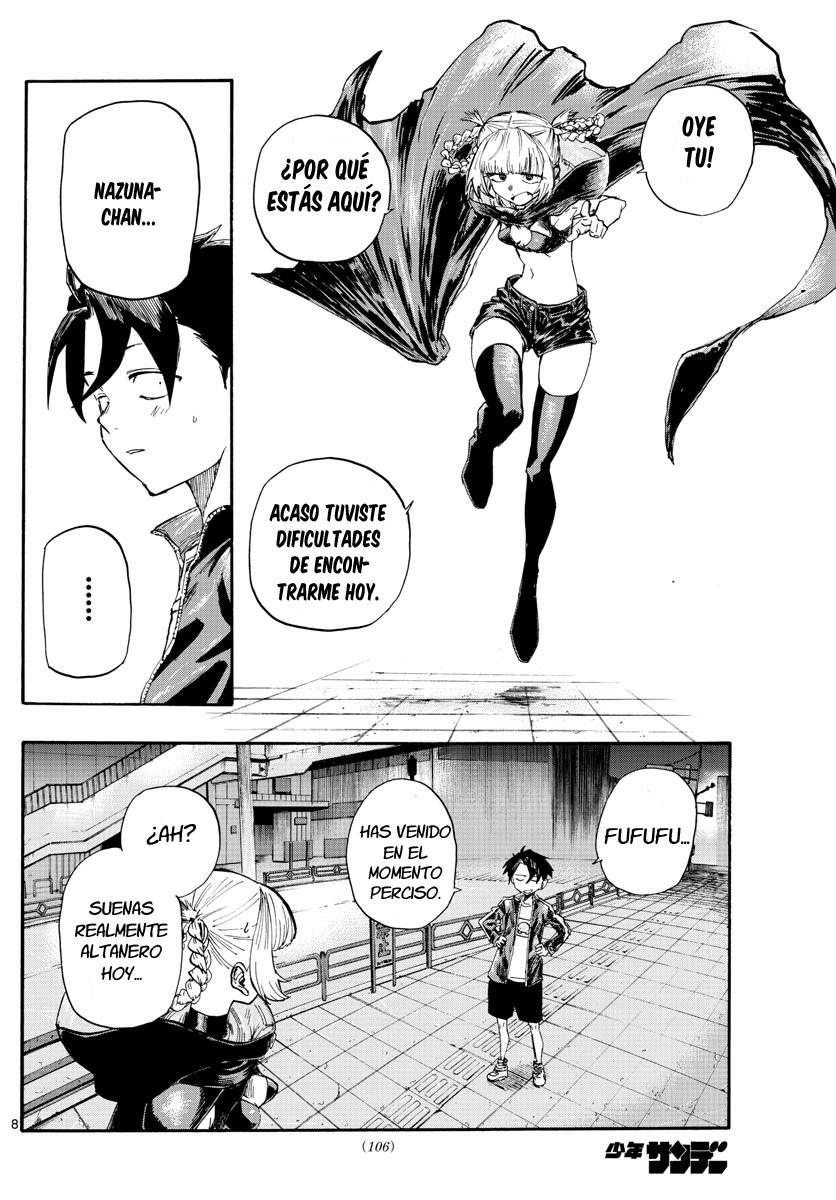 OYE
TU!
¿POR QUÉ
ESTÁS AQUÍ?
ACASO TUVISTE
DIFICULTADES
DE ENCON-
TRARME HOY.
NAZUNA-
CHAN...
......
FUFUFU...
HAS VENIDO
EN EL
MOMENTO
PERCISO.
¿AH?
SUENAS
REALMENTE
ALTANERO
HOY...
8
(106)
少年サンデー